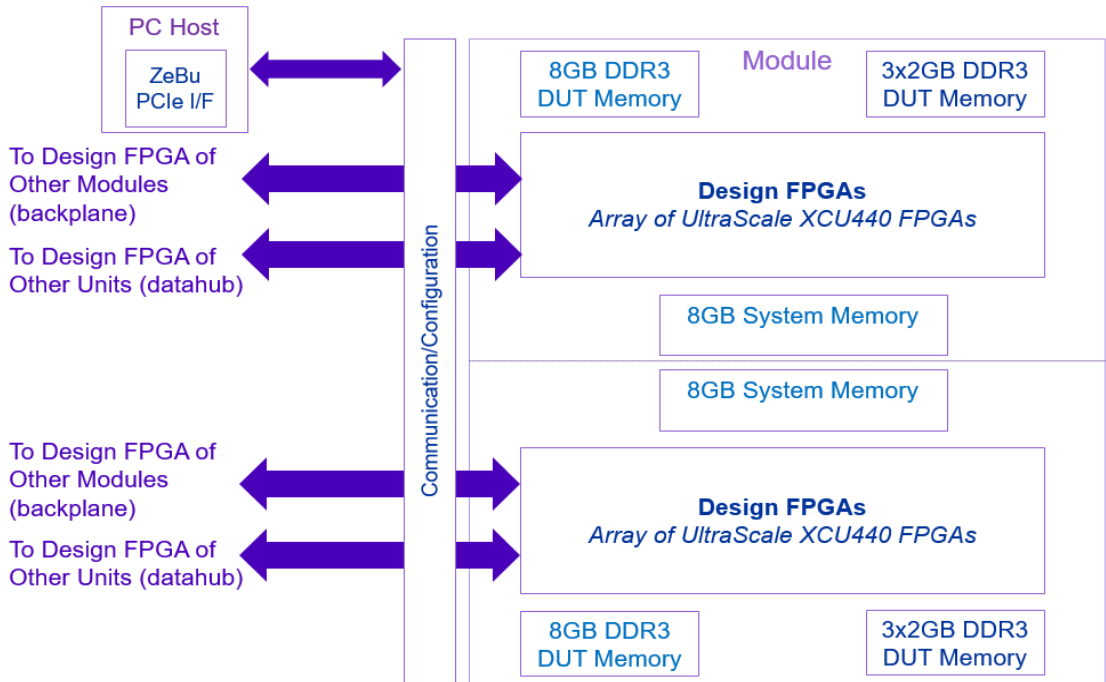 PC Host
ZeBu
PCIe I/F
Module
8GB DDR3
DUT Memory
3x2GB DDR3
DUT Memory
To Design FPGA of
Other Modules
(backplane)
To Design FPGA of
Other Units (datahub)
Communication/Configuration
Design FPGAs
Array of UltraScale XCU440 FPGAs
8GB System Memory
8GB System Memory
To Design FPGA of
Other Modules
(backplane)
To Design FPGA of
Other Units (datahub)
Design FPGAs
Array of UltraScale XCU440 FPGAs
8GB DDR3
DUT Memory
3x2GB DDR3
DUT Memory